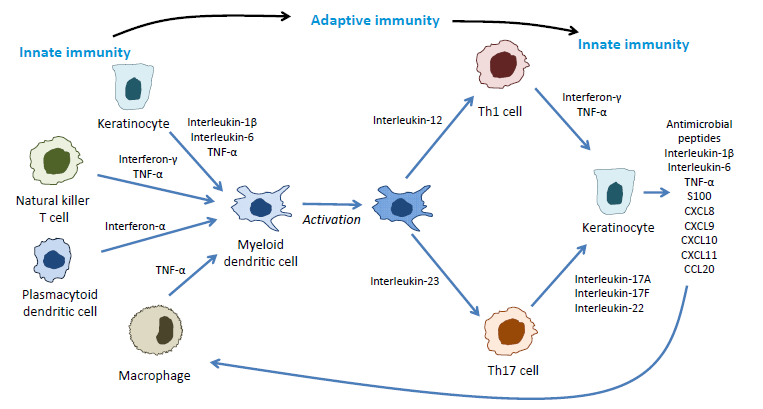 Adaptive immunity
Innate immunity
Innate immunity
Keratinocyte
Interleukin-1β
Interleukin-6
TNF-α
Interferon-γ
TNF-α
Natural killer
T cell
Interferon-α
Plasmacytoid
dendritic cell
TNF-α
Macrophage
Myeloid
dendritic cell
Activation
Interleukin-12
Interleukin-23
Th1 cell
Interferon-γ
TNF-α
Th17 cell
Interleukin-17A
Interleukin-17F
Interleukin-22
Keratinocyte
Antimicrobial
peptides
Interleukin-1β
Interleukin-6
TNF-α
S100
CXCL8
CXCL9
CXCL10
CXCL11
CCL20